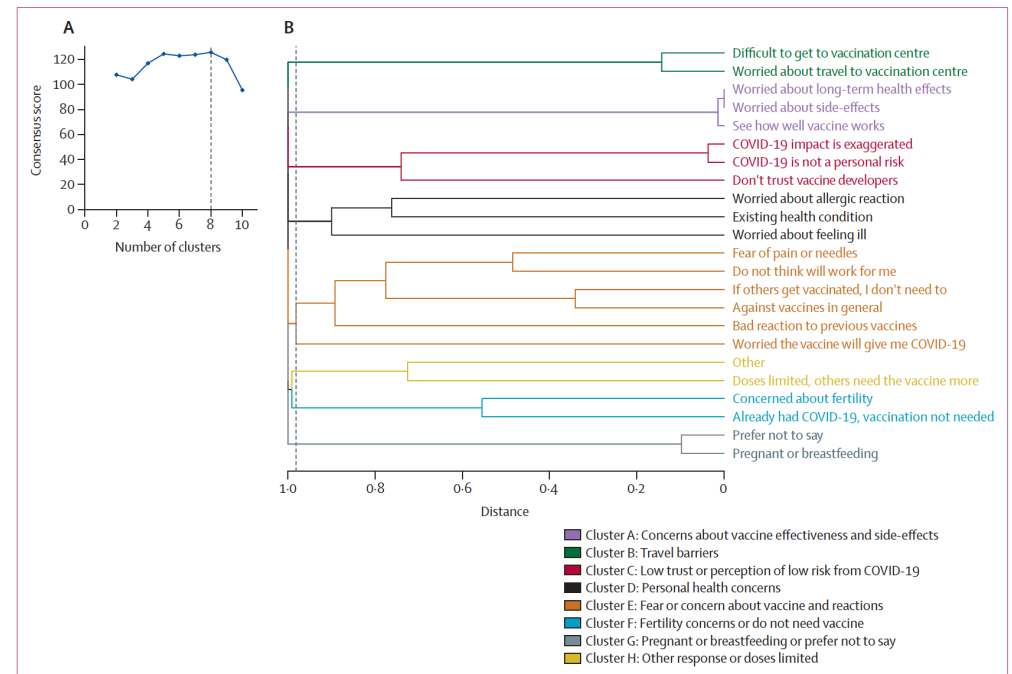 A
Consensus score
120
100
80
60
40
20
0
0 2 4 6 8 10
Number of clusters
B
Difficult to get to vaccination centre
Worried about travel to vaccination centre
Worried about long-term health effects
Worried about side-effects
See how well vaccine works
COVID-19 impact is exaggerated
COVID-19 is not a personal risk
Don't trust vaccine developers
Worried about allergic reaction
Existing health condition
Worried about feeling ill
Fear of pain or needles
Do not think will work for me
If others get vaccinated, I don't need to
Against vaccines in general
Bad reaction to previous vaccines
Worried the vaccine will give me COVID-19
Other
Doses limited, others need the vaccine more
Concerned about fertility
Already had COVID-19, vaccination not needed
Prefer not to say
Pregnant or breastfeeding
1·0 0·8 0·6 0·4 0·2 0
Distance
Cluster A: Concerns about vaccine effectiveness and side-effects
Cluster B: Travel barriers
Cluster C: Low trust or perception of low risk from COVID-19
Cluster D: Personal health concerns
Cluster E: Fear or concern about vaccine and reactions
Cluster F: Fertility concerns or do not need vaccine
Cluster G: Pregnant or breastfeeding or prefer not to say
Cluster H: Other response or doses limited